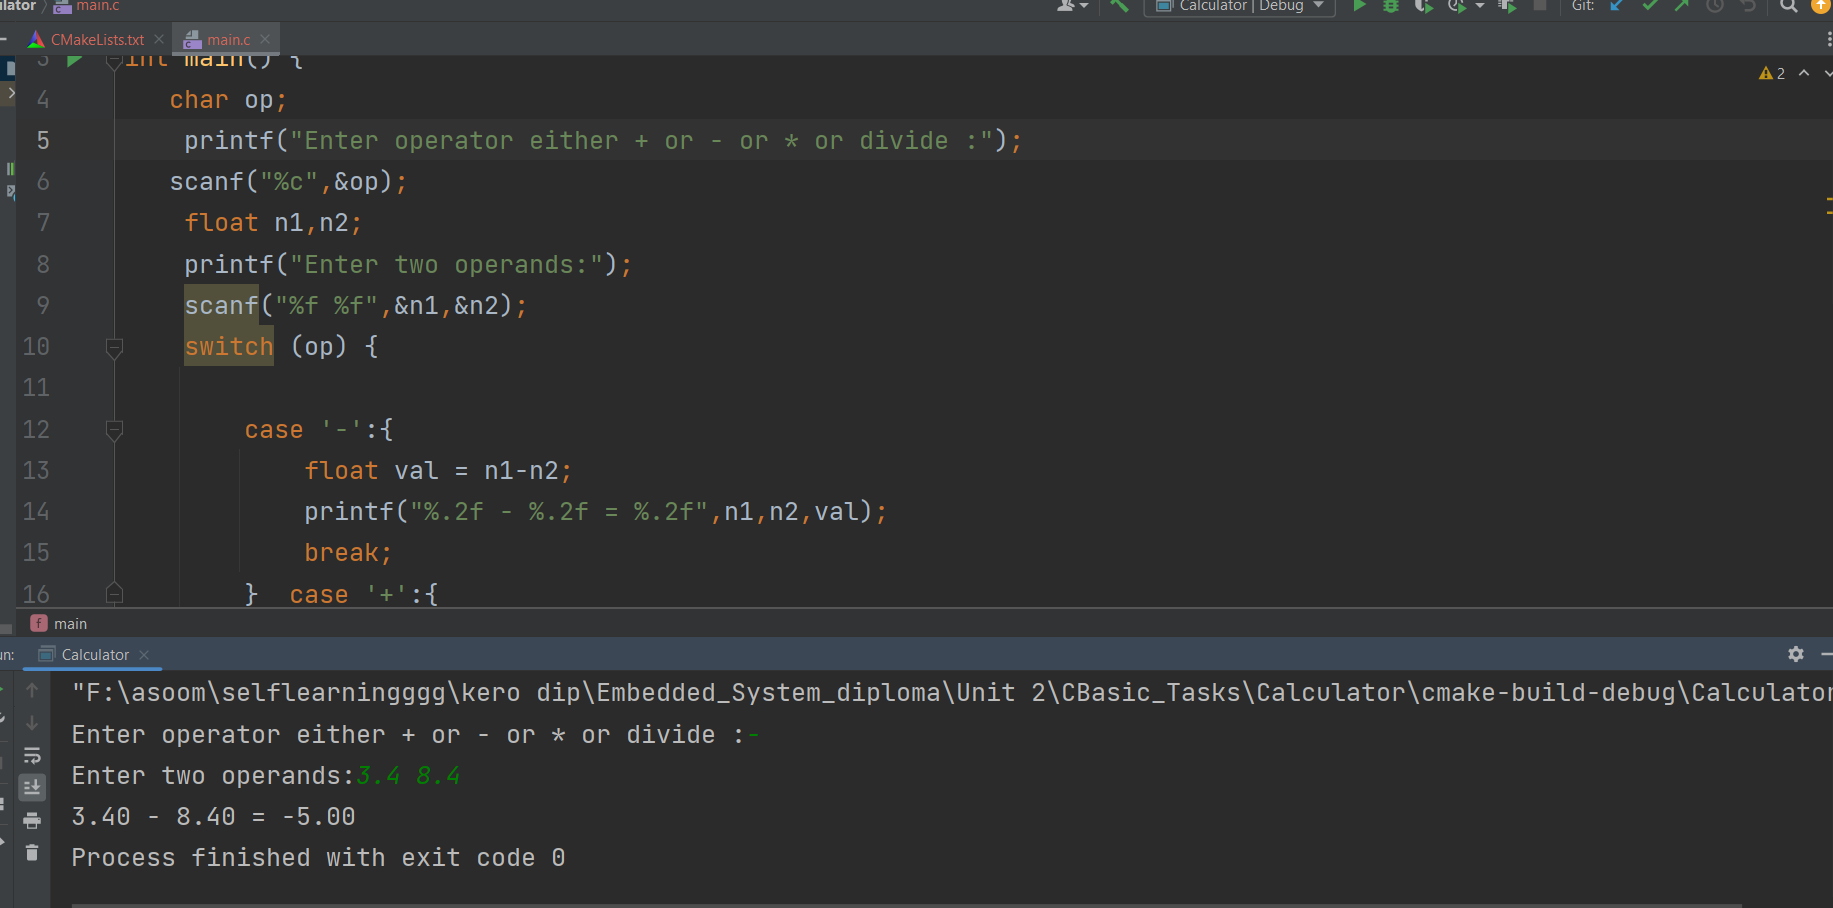 main.c
Calculator | Debug
Git:
CMakeLists.txt
main.c
3 int main() {
2
4 char op;
5 printf("Enter operator either + or - or * or divide :");
6 scanf("%c",&op);
7 float n1,n2;
8 printf("Enter two operands:");
9 scanf("%f %f",&n1,&n2);
10 switch (op) {
11
12 case '-':{
13 float val = n1-n2;
14 printf("%.2f - %.2f = %.2f",n1,n2,val);
15 break;
16 } case '+':{
f main
Calculator
"F:\asoom\selflearningggg\kero dip\Embedded_System_diploma\Unit 2\CBasic_Tasks\Calculator\cmake-build-debug\Calculator
Enter operator either + or - or * or divide :-
Enter two operands:3.4 8.4
3.40 - 8.40 = -5.00
Process finished with exit code 0